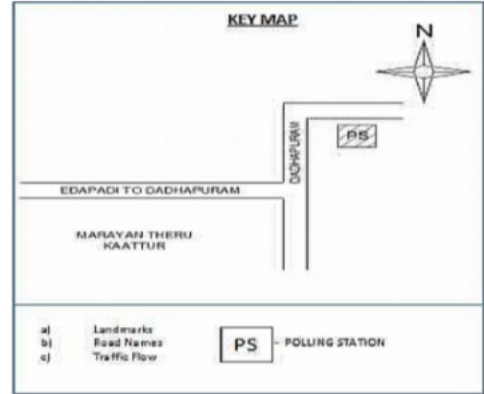 KEY MAP
N
PS
DADHAPURAM
EDAPADI TO DADHAPURAM
MARAYAN THERU
KAATTUR
a) Landmarks
b) Road Names
c) Traffic Flow
PS - POLLING STATION